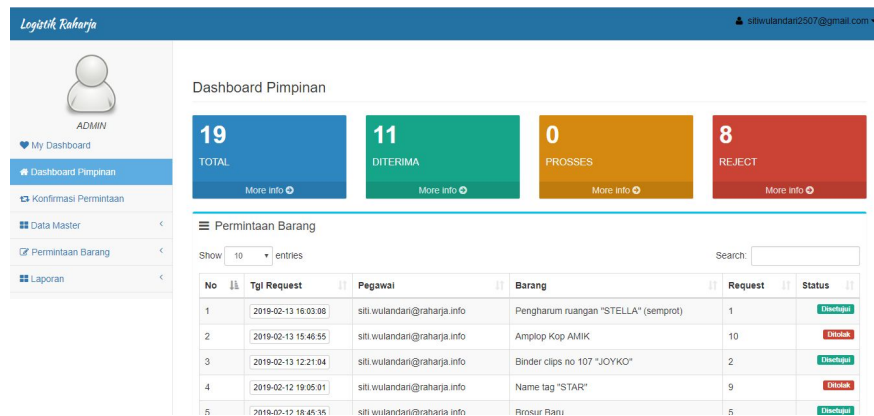 Logistik Raharja
sitiwulandari2507@gmail.com
ADMIN
My Dashboard
Dashboard Pimpinan
Konfirmasi Permintaan
Data Master
Permintaan Barang
Laporan
Dashboard Pimpinan
19
TOTAL
More info
11
DITERIMA
More info
0
PROSSES
More info
8
REJECT
More info
Permintaan Barang
Show 10 entries Search:
No Tgl Request Pegawai Barang Request Status
1 2019-02-13 16:03:08 siti.wulandari@raharja.info Pengharum ruangan "STELLA" (semprot) 1 Disetujui
2 2019-02-13 15:46:55 siti.wulandari@raharja.info Amplop Kop AMIK 10 Ditolak
3 2019-02-13 12:21:04 siti.wulandari@raharja.info Binder clips no 107 "JOYKO" 2 Disetujui
4 2019-02-12 19:05:01 siti.wulandari@raharja.info Name tag "STAR" 9 Ditolak
5 2019-02-12 18:45:35 siti.wulandari@raharja.info Brosur Baru 5 Disetujui